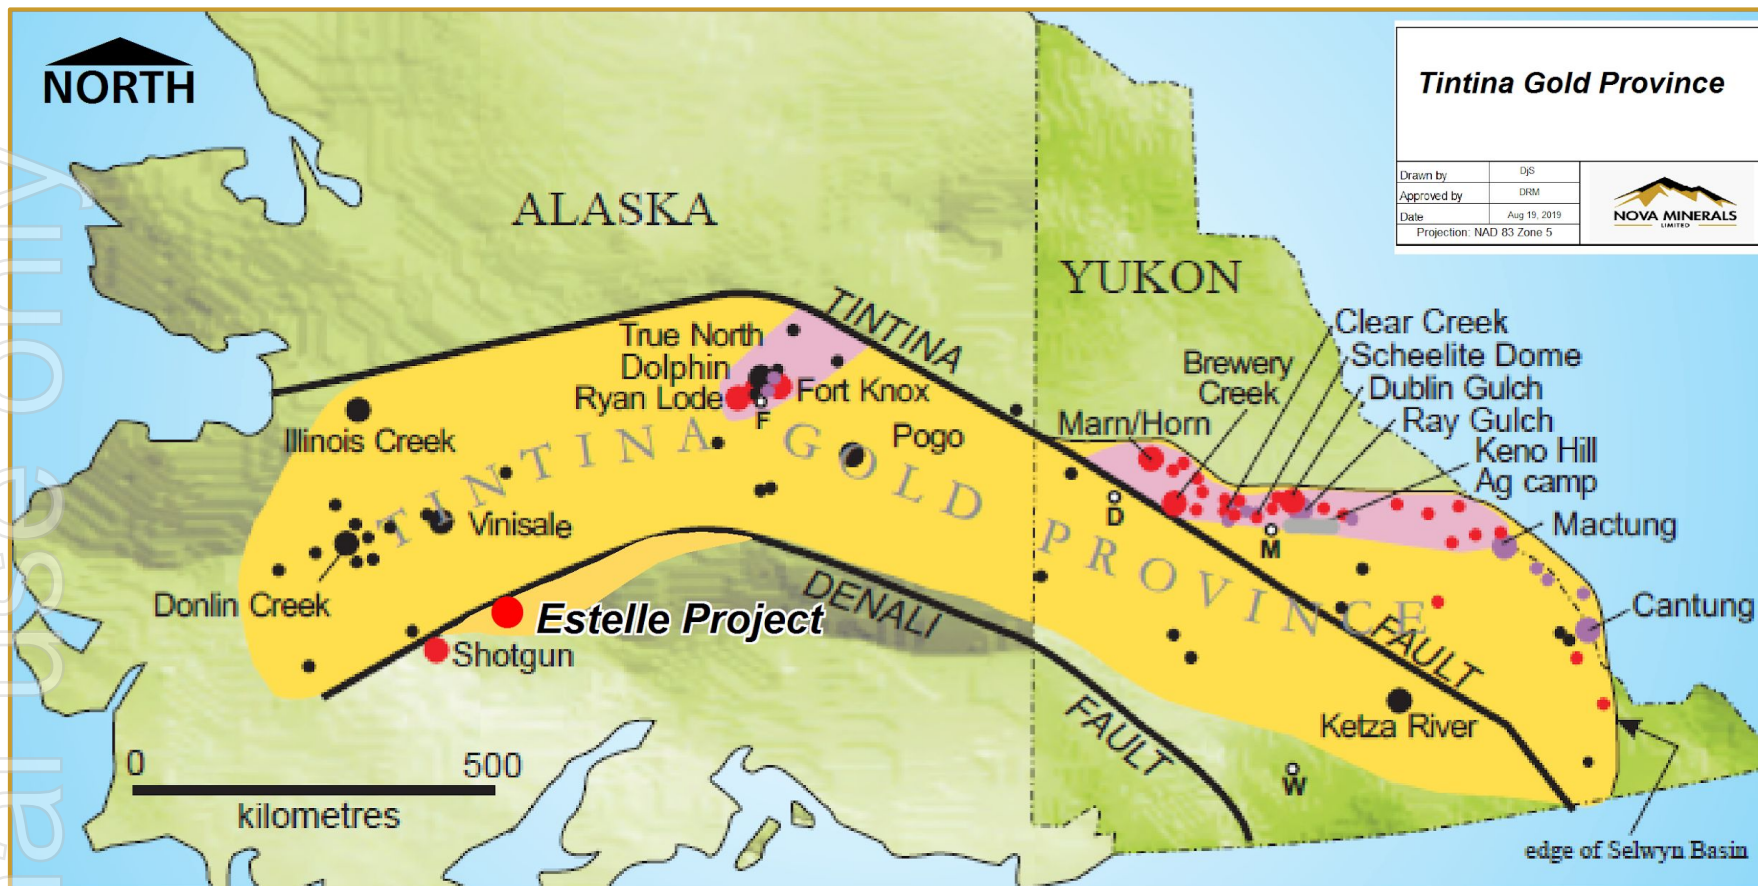 NORTH
Tintina Gold Province
Drawn by DjS
Approved by DRM
Date Aug 19, 2019
Projection: NAD 83 Zone 5
NOVA MINERALS
LIMITED
ALASKA
YUKON
TINTINA
FAULT
DENALI
FAULT
TINTINA GOLD PROVINCE
True North
Dolphin
Ryan Lode
Fort Knox
F
Pogo
Illinois Creek
Vinisale
Donlin Creek
Estelle Project
Shotgun
Clear Creek
Scheelite Dome
Dublin Gulch
Ray Gulch
Keno Hill
Ag camp
Brewery
Creek
Marn/Horn
D
M
Mactung
Cantung
Ketza River
W
edge of Selwyn Basin
0 500
kilometres
use only